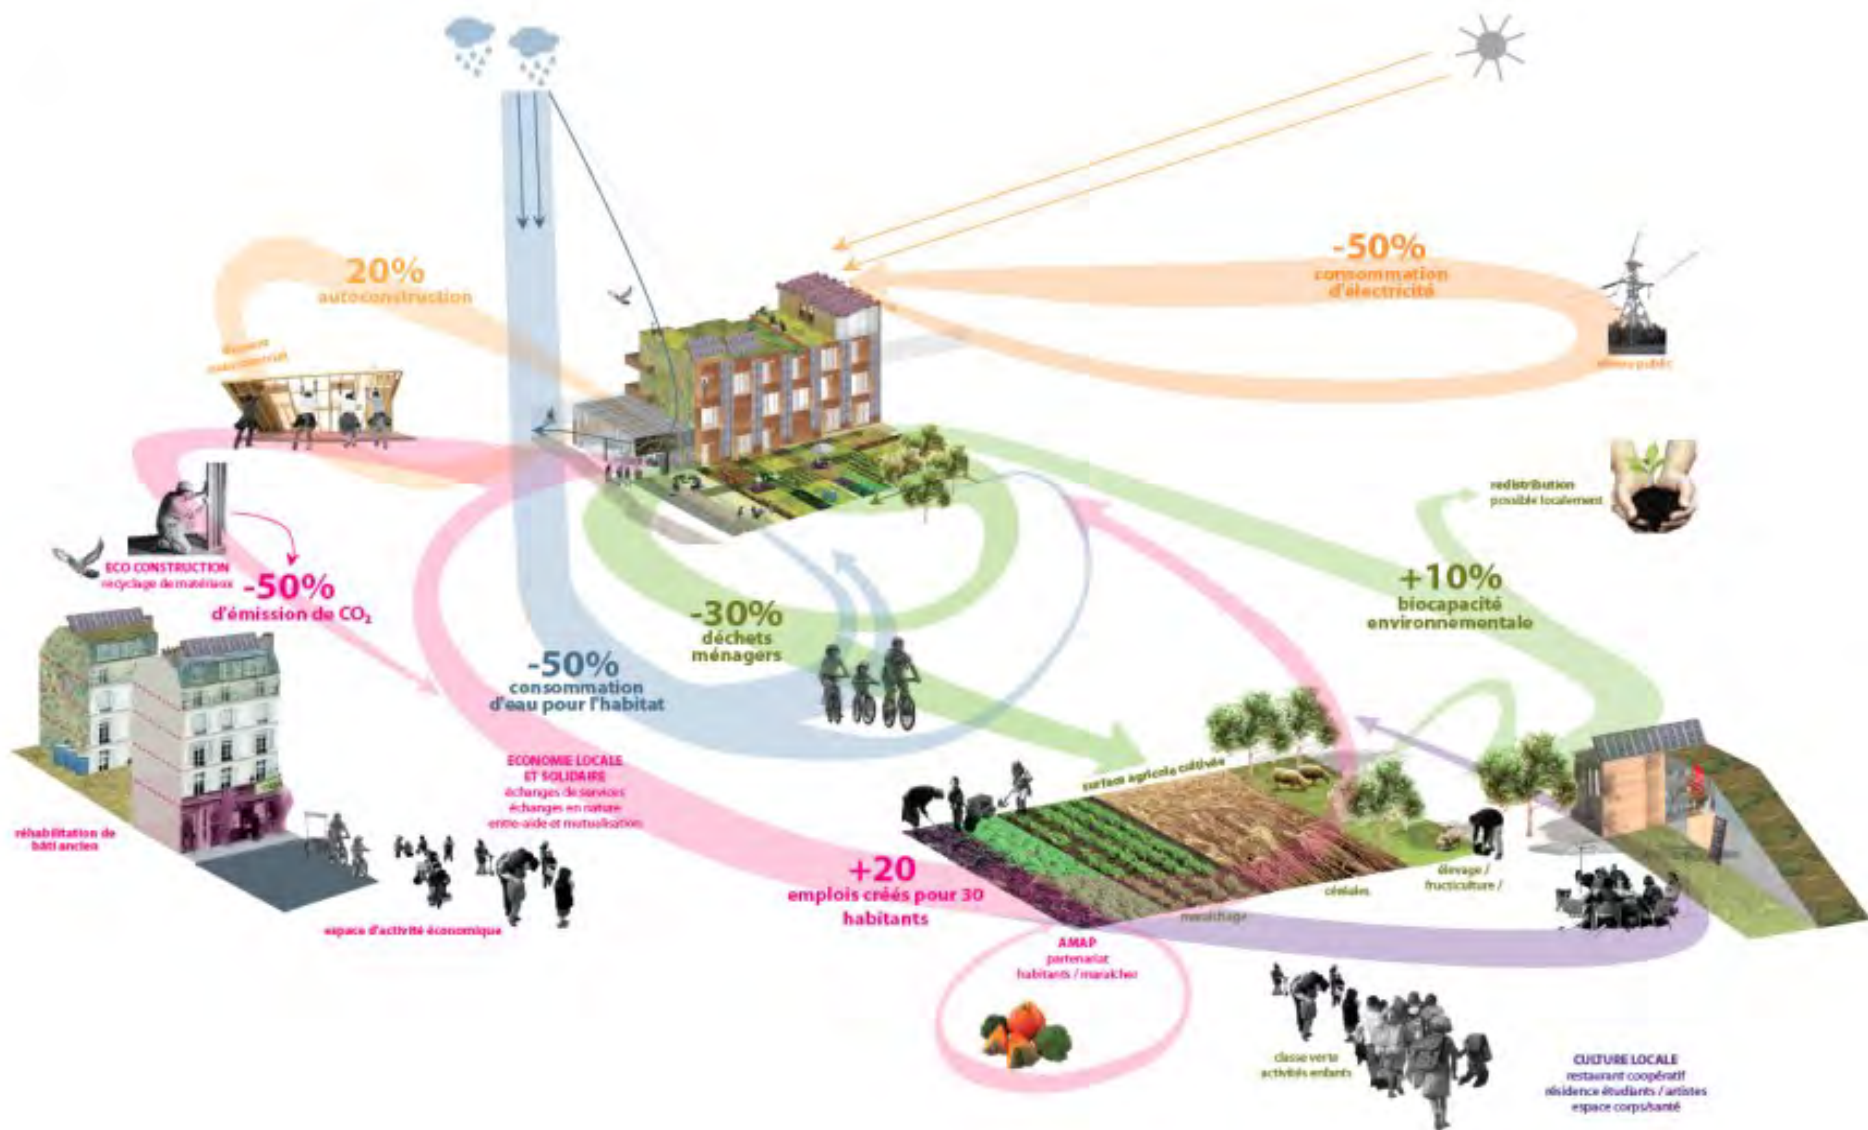 -50%
consommation
d'électricité
20%
autoconstruction
public
redistribution
possible localement
ECO CONSTRUCTION
recyclage de matériaux
-50%
d'émission de CO₂
+10%
biocapacité
environnementale
-30%
déchets
ménagers
-50%
consommation
d'eau pour l'habitat
ECONOMIE LOCALE
ET SOLIDAIRE
échanges de services
échanges en nature
entre-aide et mutualisation
surface agricole cultivée
réhabilitation de
bâti ancien
+20
emplois créés pour 30
habitants
élevage /
fructiculture /
céréales
maraîchage
espace d'activité économique
AMAP
partenariat
habitants / maraîcher
classe verte
activités enfants
CULTURE LOCALE
restaurant coopératif
résidence étudiants / artistes
espace corps/santé